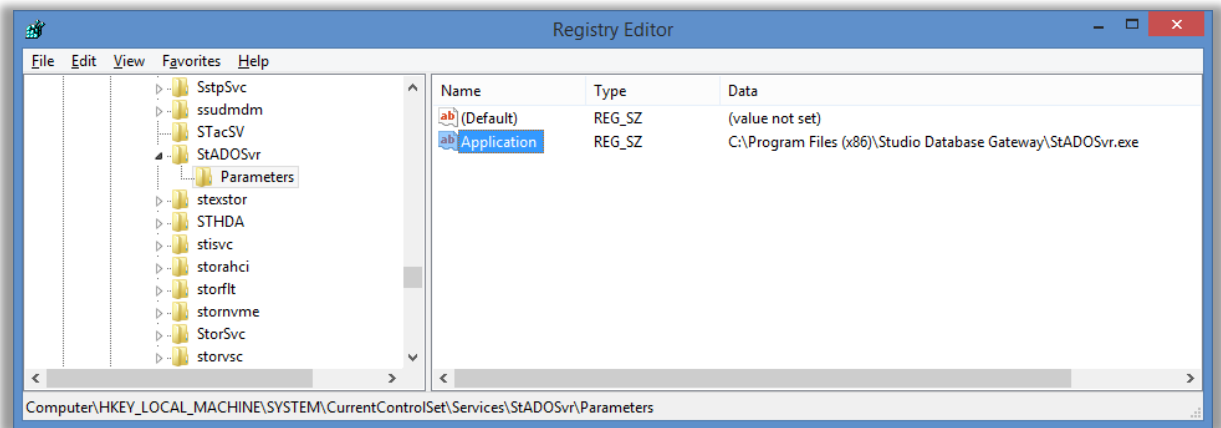 Registry Editor
File Edit View Favorites Help
SstpSvc
ssudmdm
STacSV
StADOSvr
Parameters
stexstor
STHDA
stisvc
storahci
storflt
stornvme
StorSvc
storvsc
Name Type Data
ab (Default) REG_SZ (value not set)
ab Application REG_SZ C:\Program Files (x86)\Studio Database Gateway\StADOSvr.exe
Computer\HKEY_LOCAL_MACHINE\SYSTEM\CurrentControlSet\Services\StADOSvr\Parameters